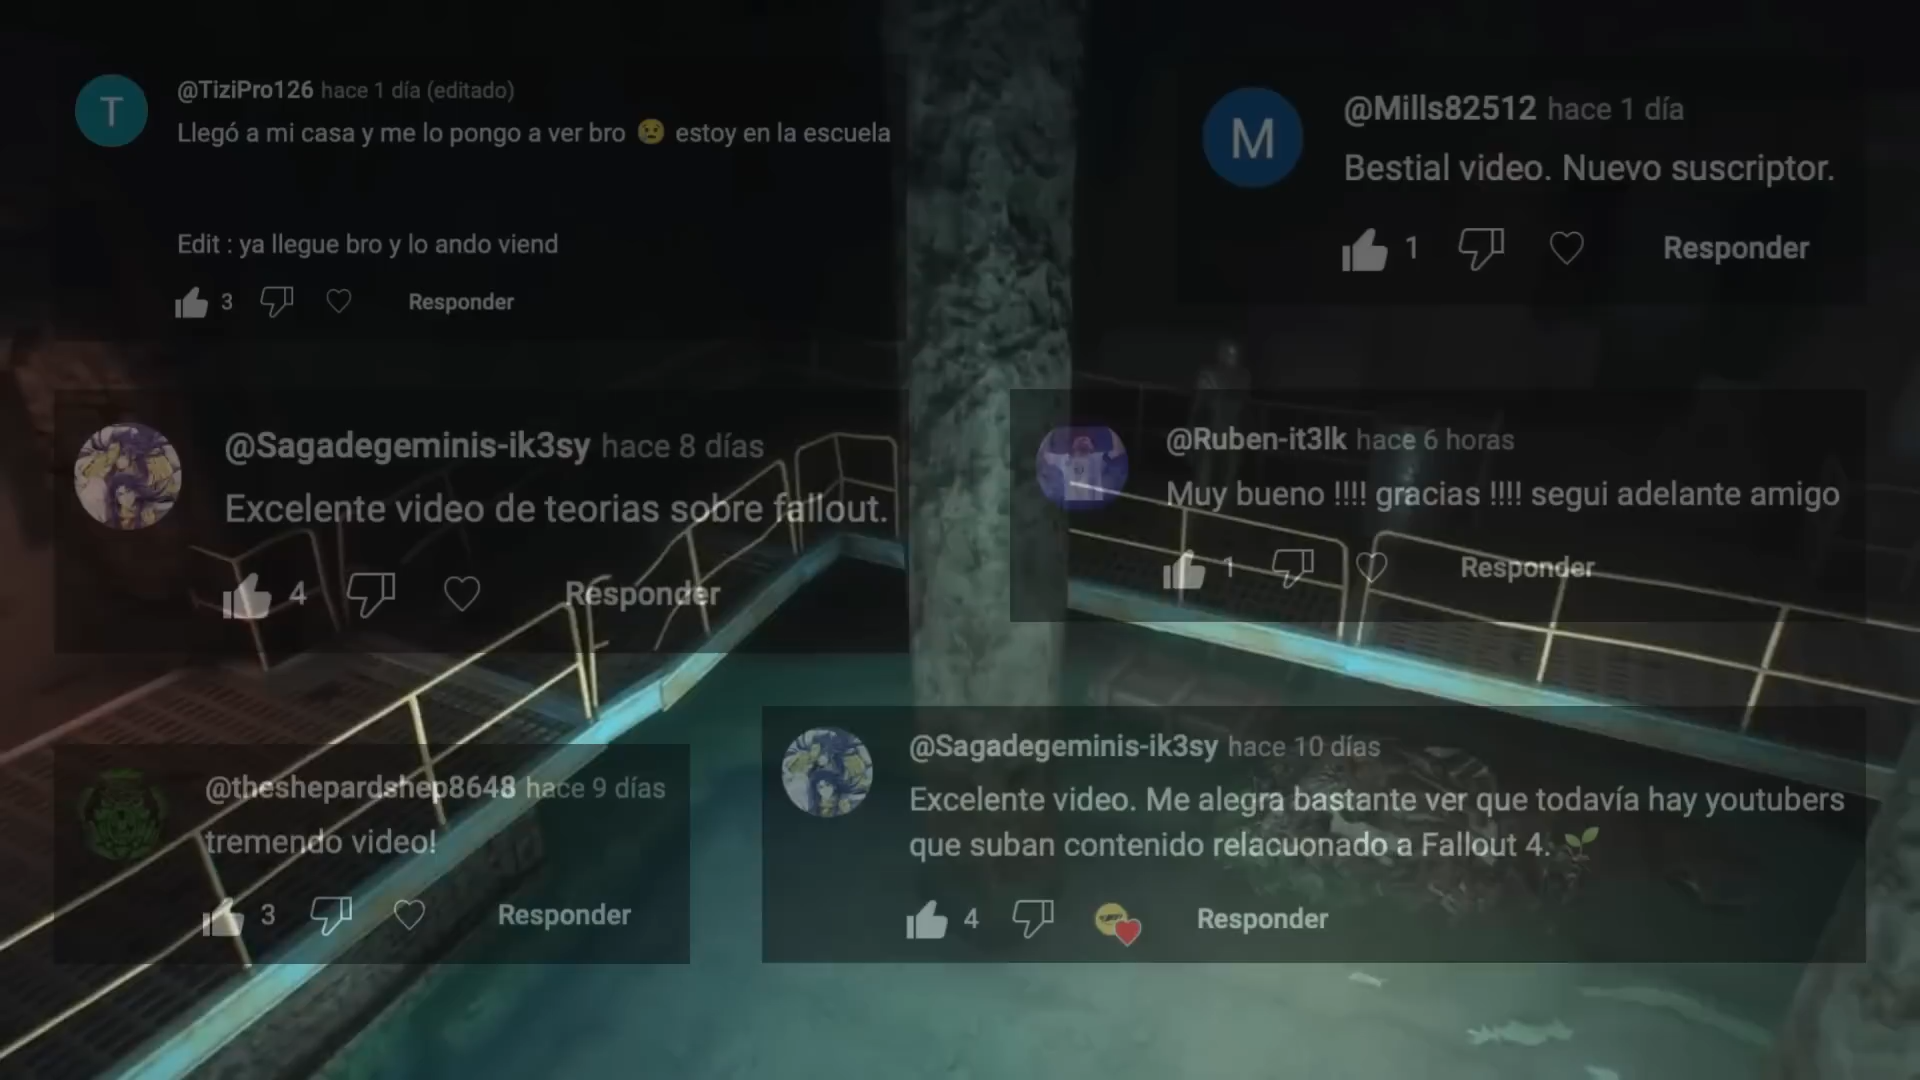 T
@TiziPro126 hace 1 día (editado)
Llegó a mi casa y me lo pongo a ver bro 😢 estoy en la escuela
Edit : ya llegue bro y lo ando viend
3 Responder
M
@Mills82512 hace 1 día
Bestial video. Nuevo suscriptor.
1 Responder
@Sagadegeminis-ik3sy hace 8 días
Excelente video de teorias sobre fallout.
4 Responder
@Ruben-it3lk hace 6 horas
Muy bueno !!!! gracias !!!! segui adelante amigo
1 Responder
@theshepardshep8648 hace 9 días
tremendo video!
3 Responder
@Sagadegeminis-ik3sy hace 10 días
Excelente video. Me alegra bastante ver que todavía hay youtubers
que suban contenido relacuonado a Fallout 4. 🌱
4 Responder